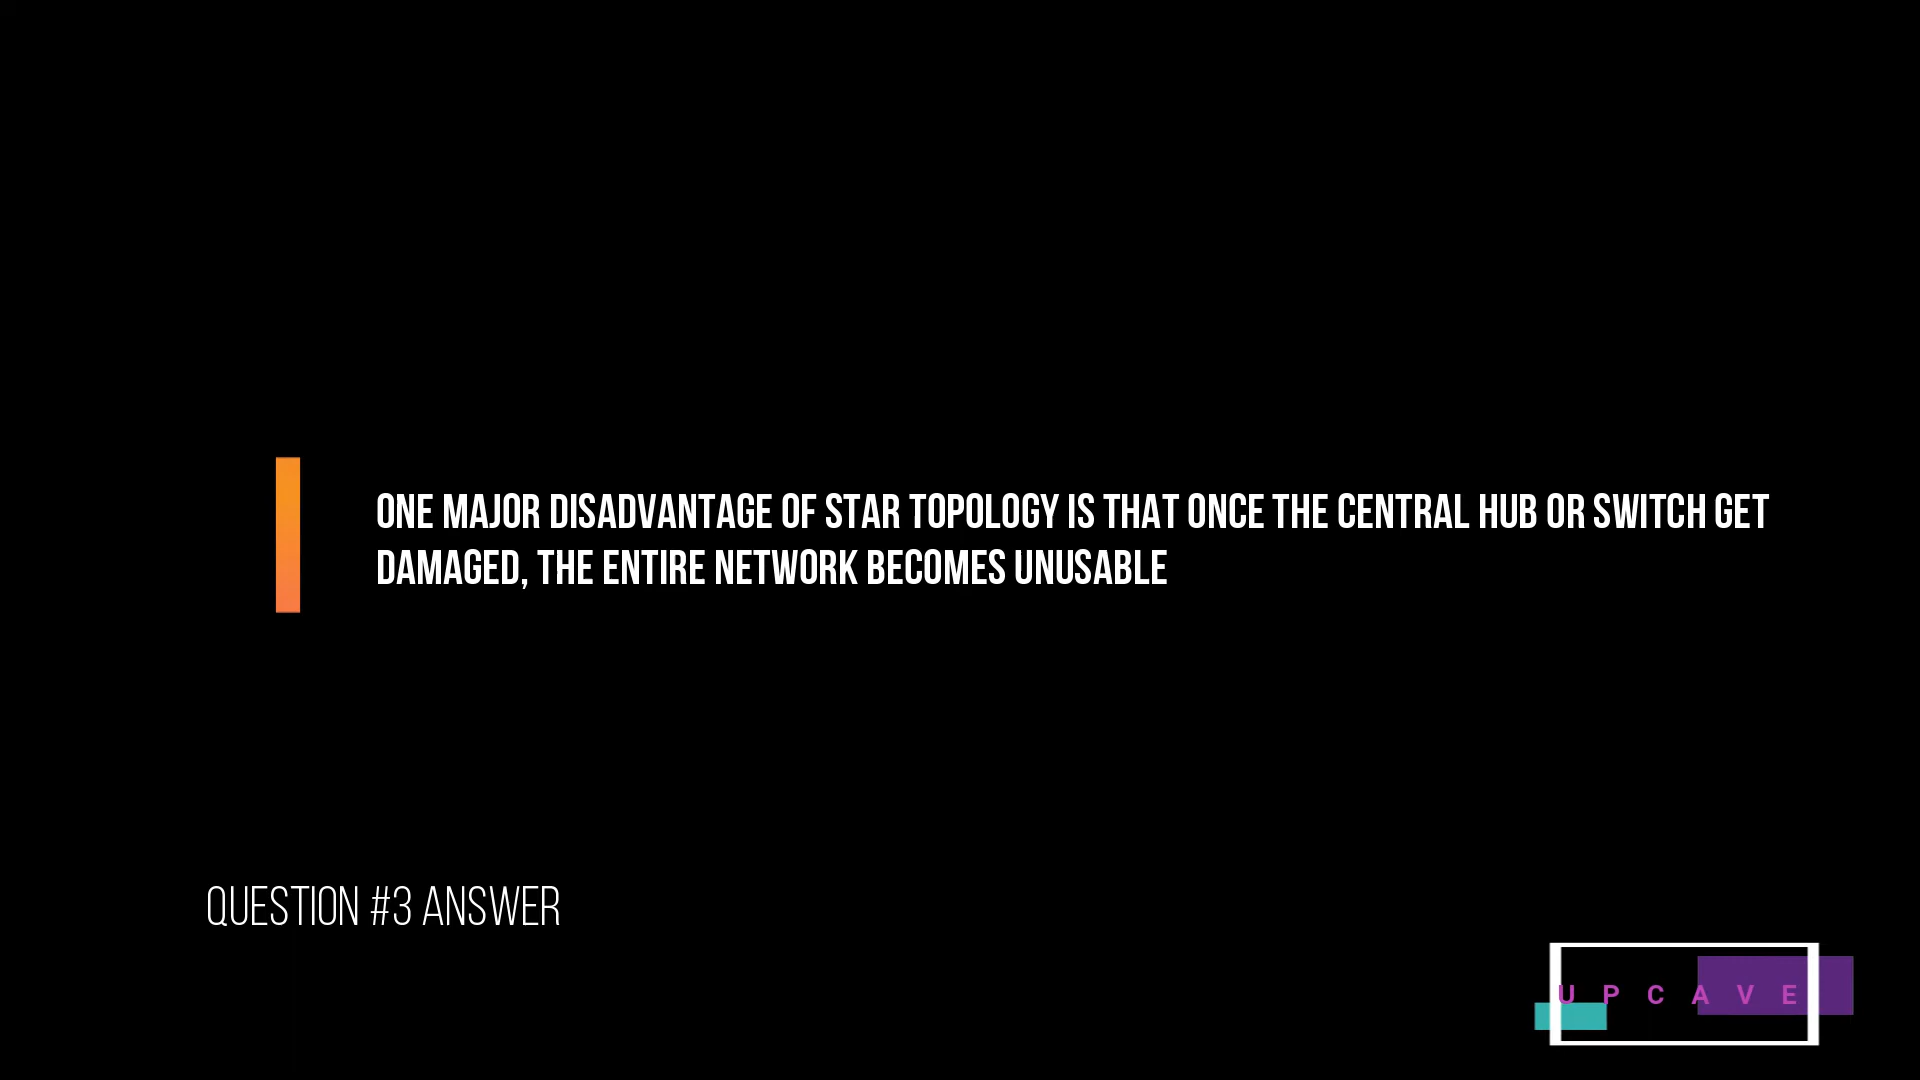 ONE MAJOR DISADVANTAGE OF STAR TOPOLOGY IS THAT ONCE THE CENTRAL HUB OR SWITCH GET
DAMAGED, THE ENTIRE NETWORK BECOMES UNUSABLE
QUESTION #3 ANSWER
UPCAVE